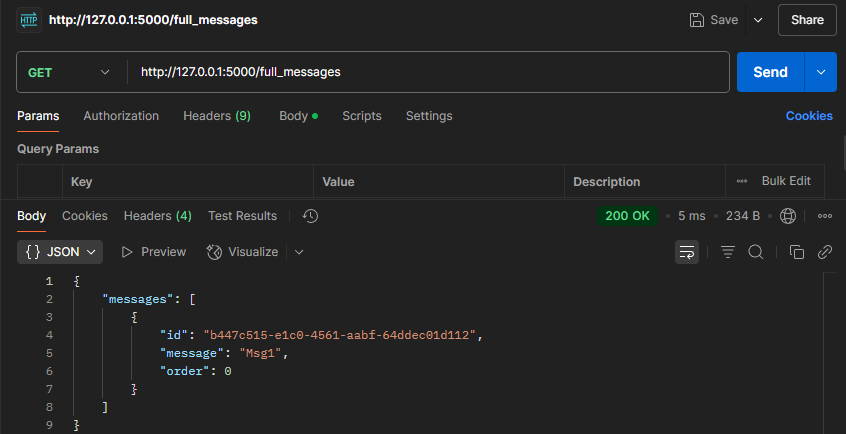 HTTP http://127.0.0.1:5000/full_messages Save Share
GET http://127.0.0.1:5000/full_messages Send
Params Authorization Headers (9) Body Scripts Settings Cookies
Query Params
Key Value Description Bulk Edit
Body Cookies Headers (4) Test Results 200 OK 5 ms 234 B
{} JSON Preview Visualize
1 {
2 "messages": [
3 {
4 "id": "b447c515-e1c0-4561-aabf-64ddec01d112",
5 "message": "Msg1",
6 "order": 0
7 }
8 ]
9 }